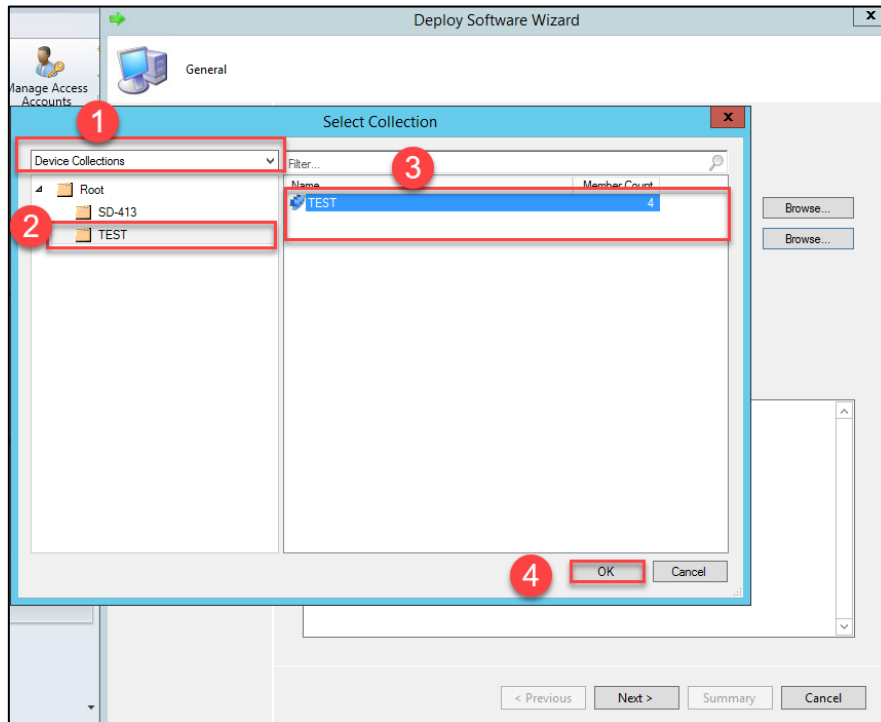 Deploy Software Wizard
x
General
Manage Access
Accounts
1
Select Collection
x
Device Collections
Filter...
3
Root
SD-413
2
TEST
Name
Member Count
TEST
4
Browse...
Browse...
4
OK
Cancel
< Previous
Next >
Summary
Cancel